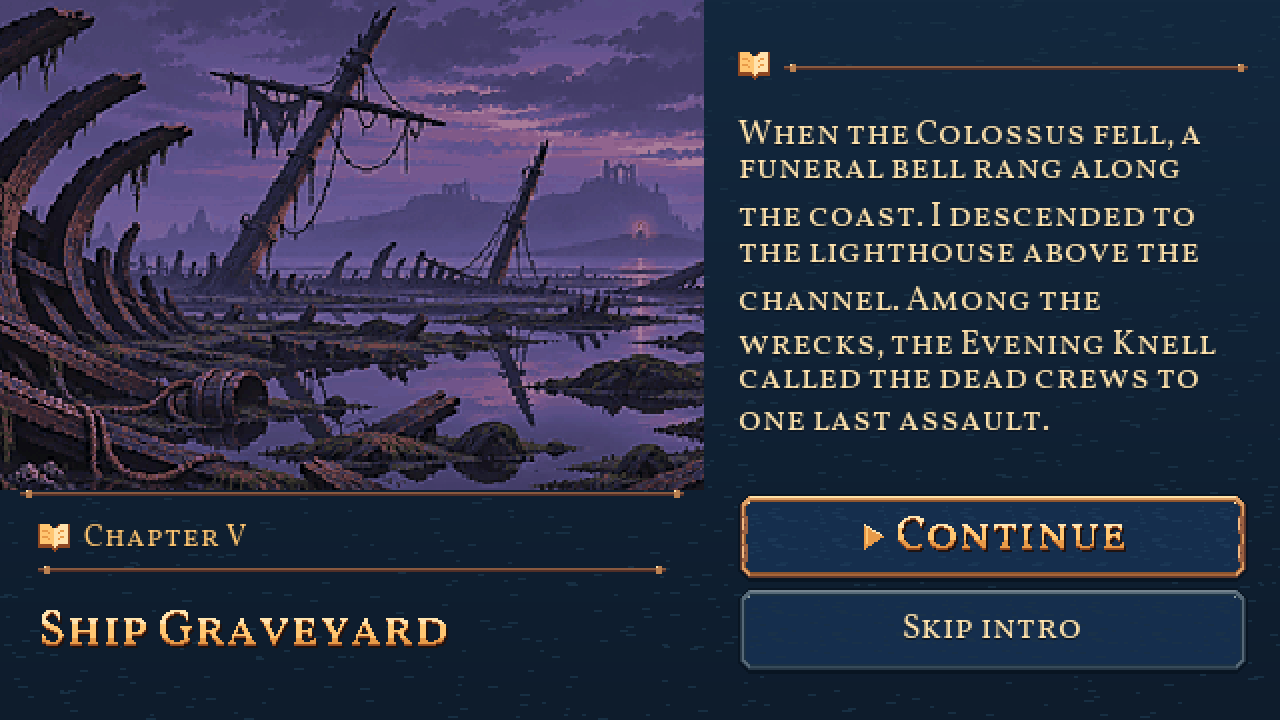 When the Colossus fell, a
funeral bell rang along
the coast. I descended to
the lighthouse above the
channel. Among the
wrecks, the Evening Knell
called the dead crews to
one last assault.
Chapter V
Ship Graveyard
Continue
Skip intro